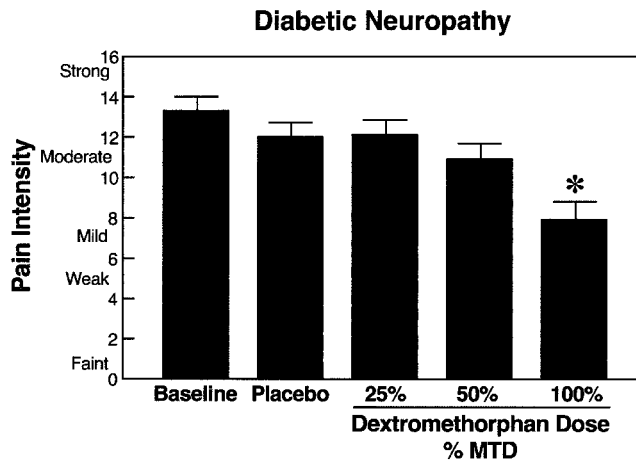 Diabetic Neuropathy
Pain Intensity
16
Strong
14
12
Moderate
10
8
Mild
6
Weak
4
2
Faint
0
*
Baseline Placebo 25% 50% 100%
Dextromethorphan Dose
% MTD